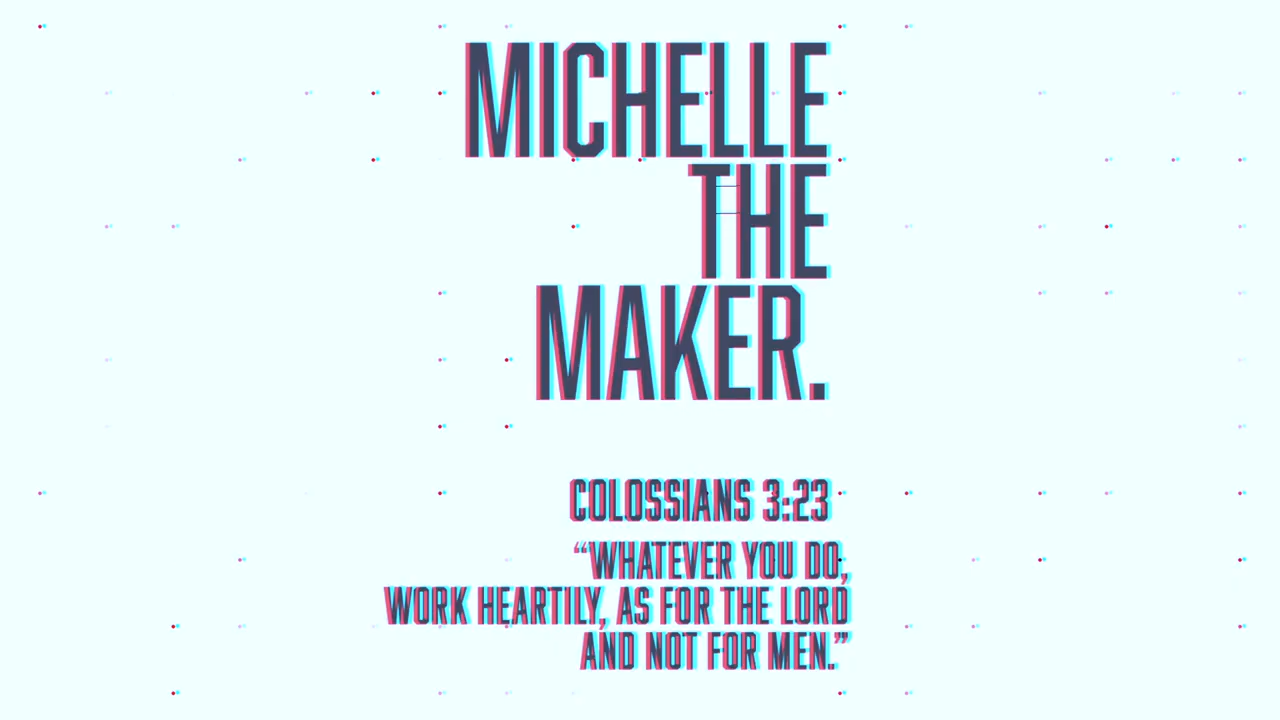 MICHELLE
THE
MAKER.
COLOSSIANS 3:23
“WHATEVER YOU DO,
WORK HEARTILY, AS FOR THE LORD
AND NOT FOR MEN.”